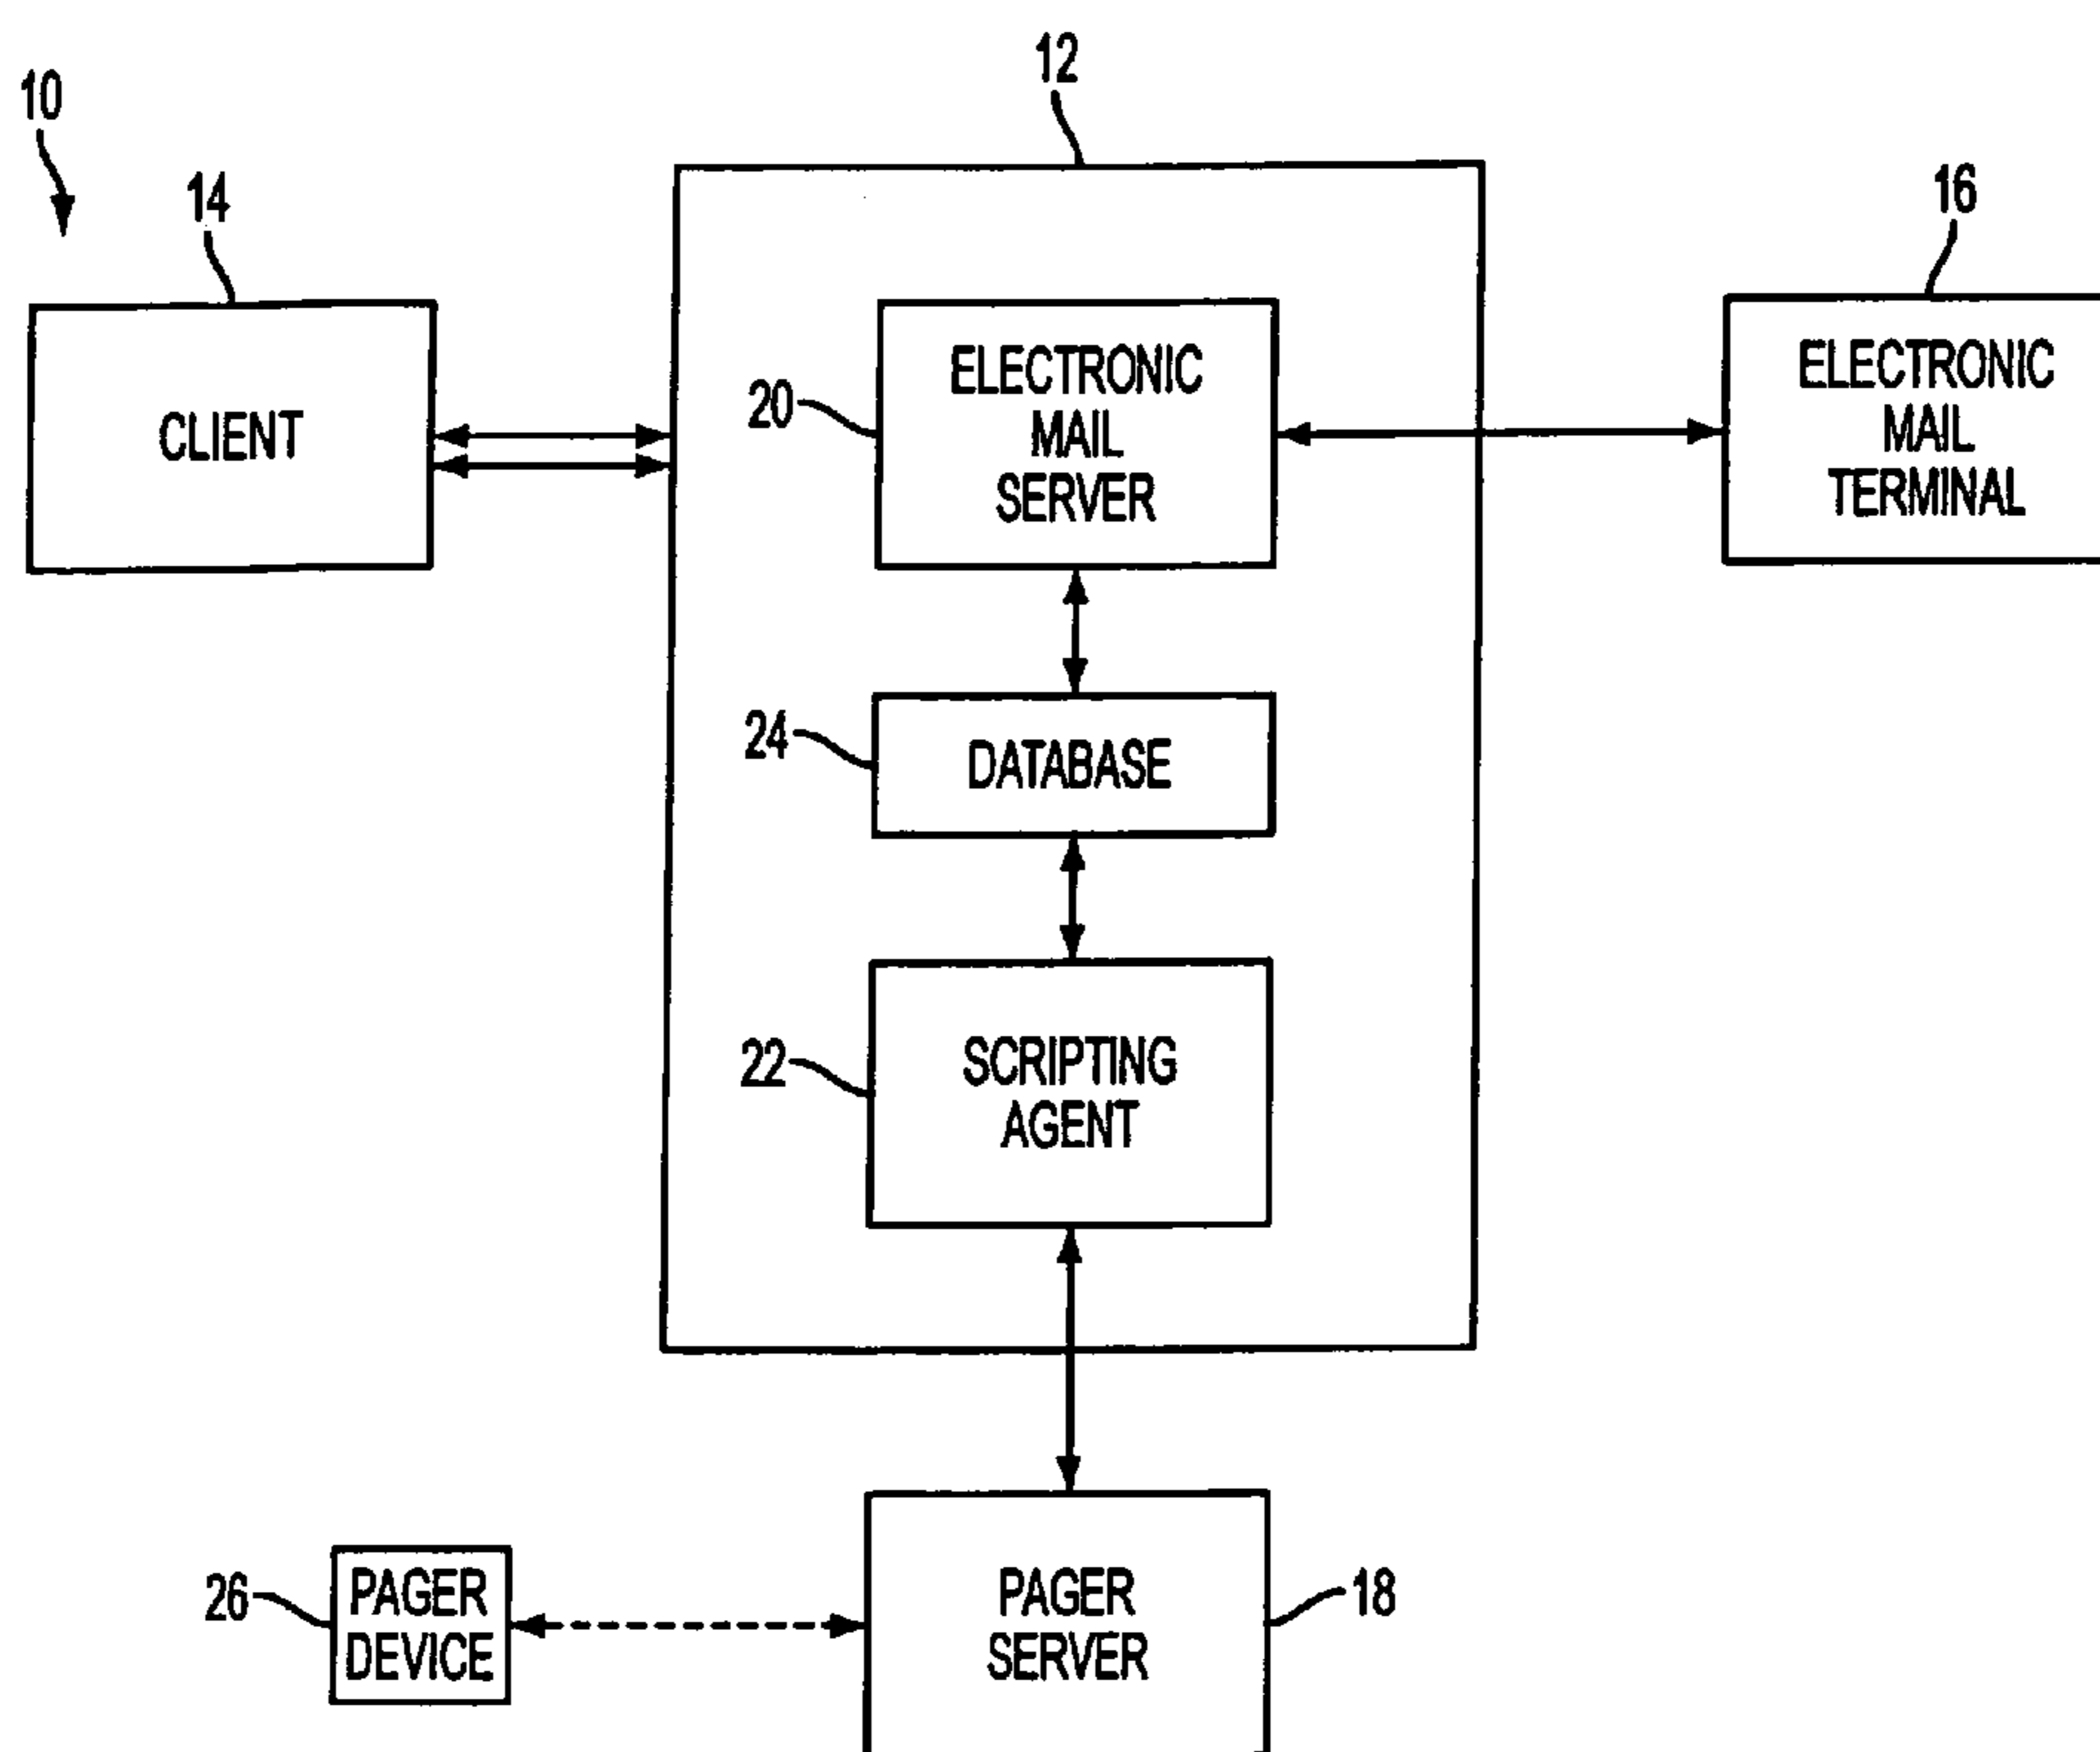 10
12
14
16
CLIENT
20
ELECTRONIC
MAIL
SERVER
ELECTRONIC
MAIL
TERMINAL
24
DATABASE
22
SCRIPTING
AGENT
26
PAGER
DEVICE
PAGER
SERVER
18